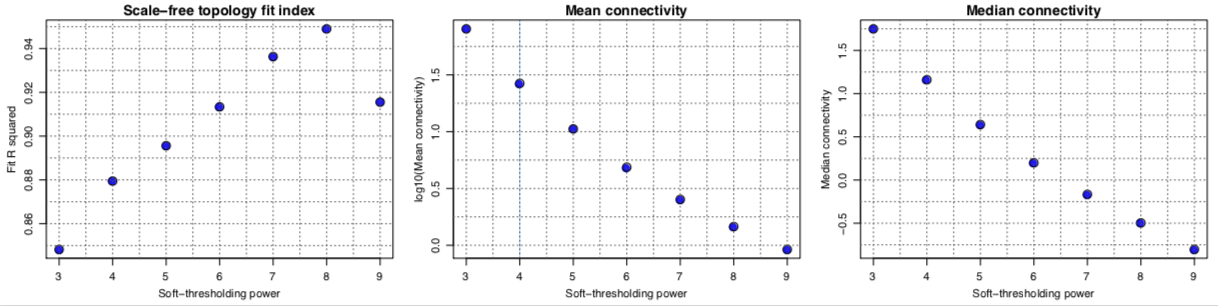 Scale–free topology fit index
Fit R squared
0.94
0.92
0.90
0.88
0.86
3 4 5 6 7 8 9
Soft–thresholding power
Mean connectivity
log10(Mean connectivity)
1.5
1.0
0.5
0.0
3 4 5 6 7 8 9
Soft–thresholding power
Median connectivity
Median connectivity
1.5
1.0
0.5
0.0
−0.5
3 4 5 6 7 8 9
Soft–thresholding power